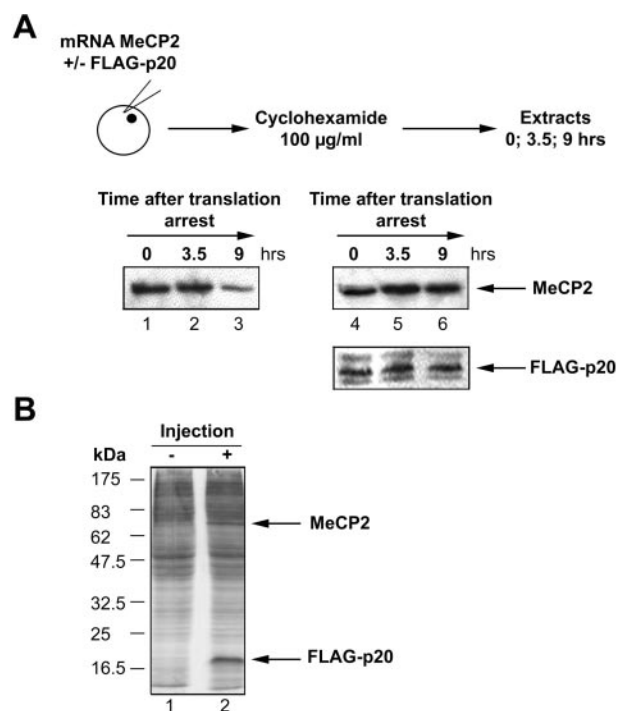 A
mRNA MeCP2
+/- FLAG-p20
Cyclohexamide
100 µg/ml
Extracts
0; 3.5; 9 hrs
Time after translation
arrest
0 3.5 9 hrs
1 2 3
Time after translation
arrest
0 3.5 9 hrs
MeCP2
4 5 6
FLAG-p20
B
Injection
kDa - +
175
83
MeCP2
62
47.5
32.5
25
FLAG-p20
16.5
1 2